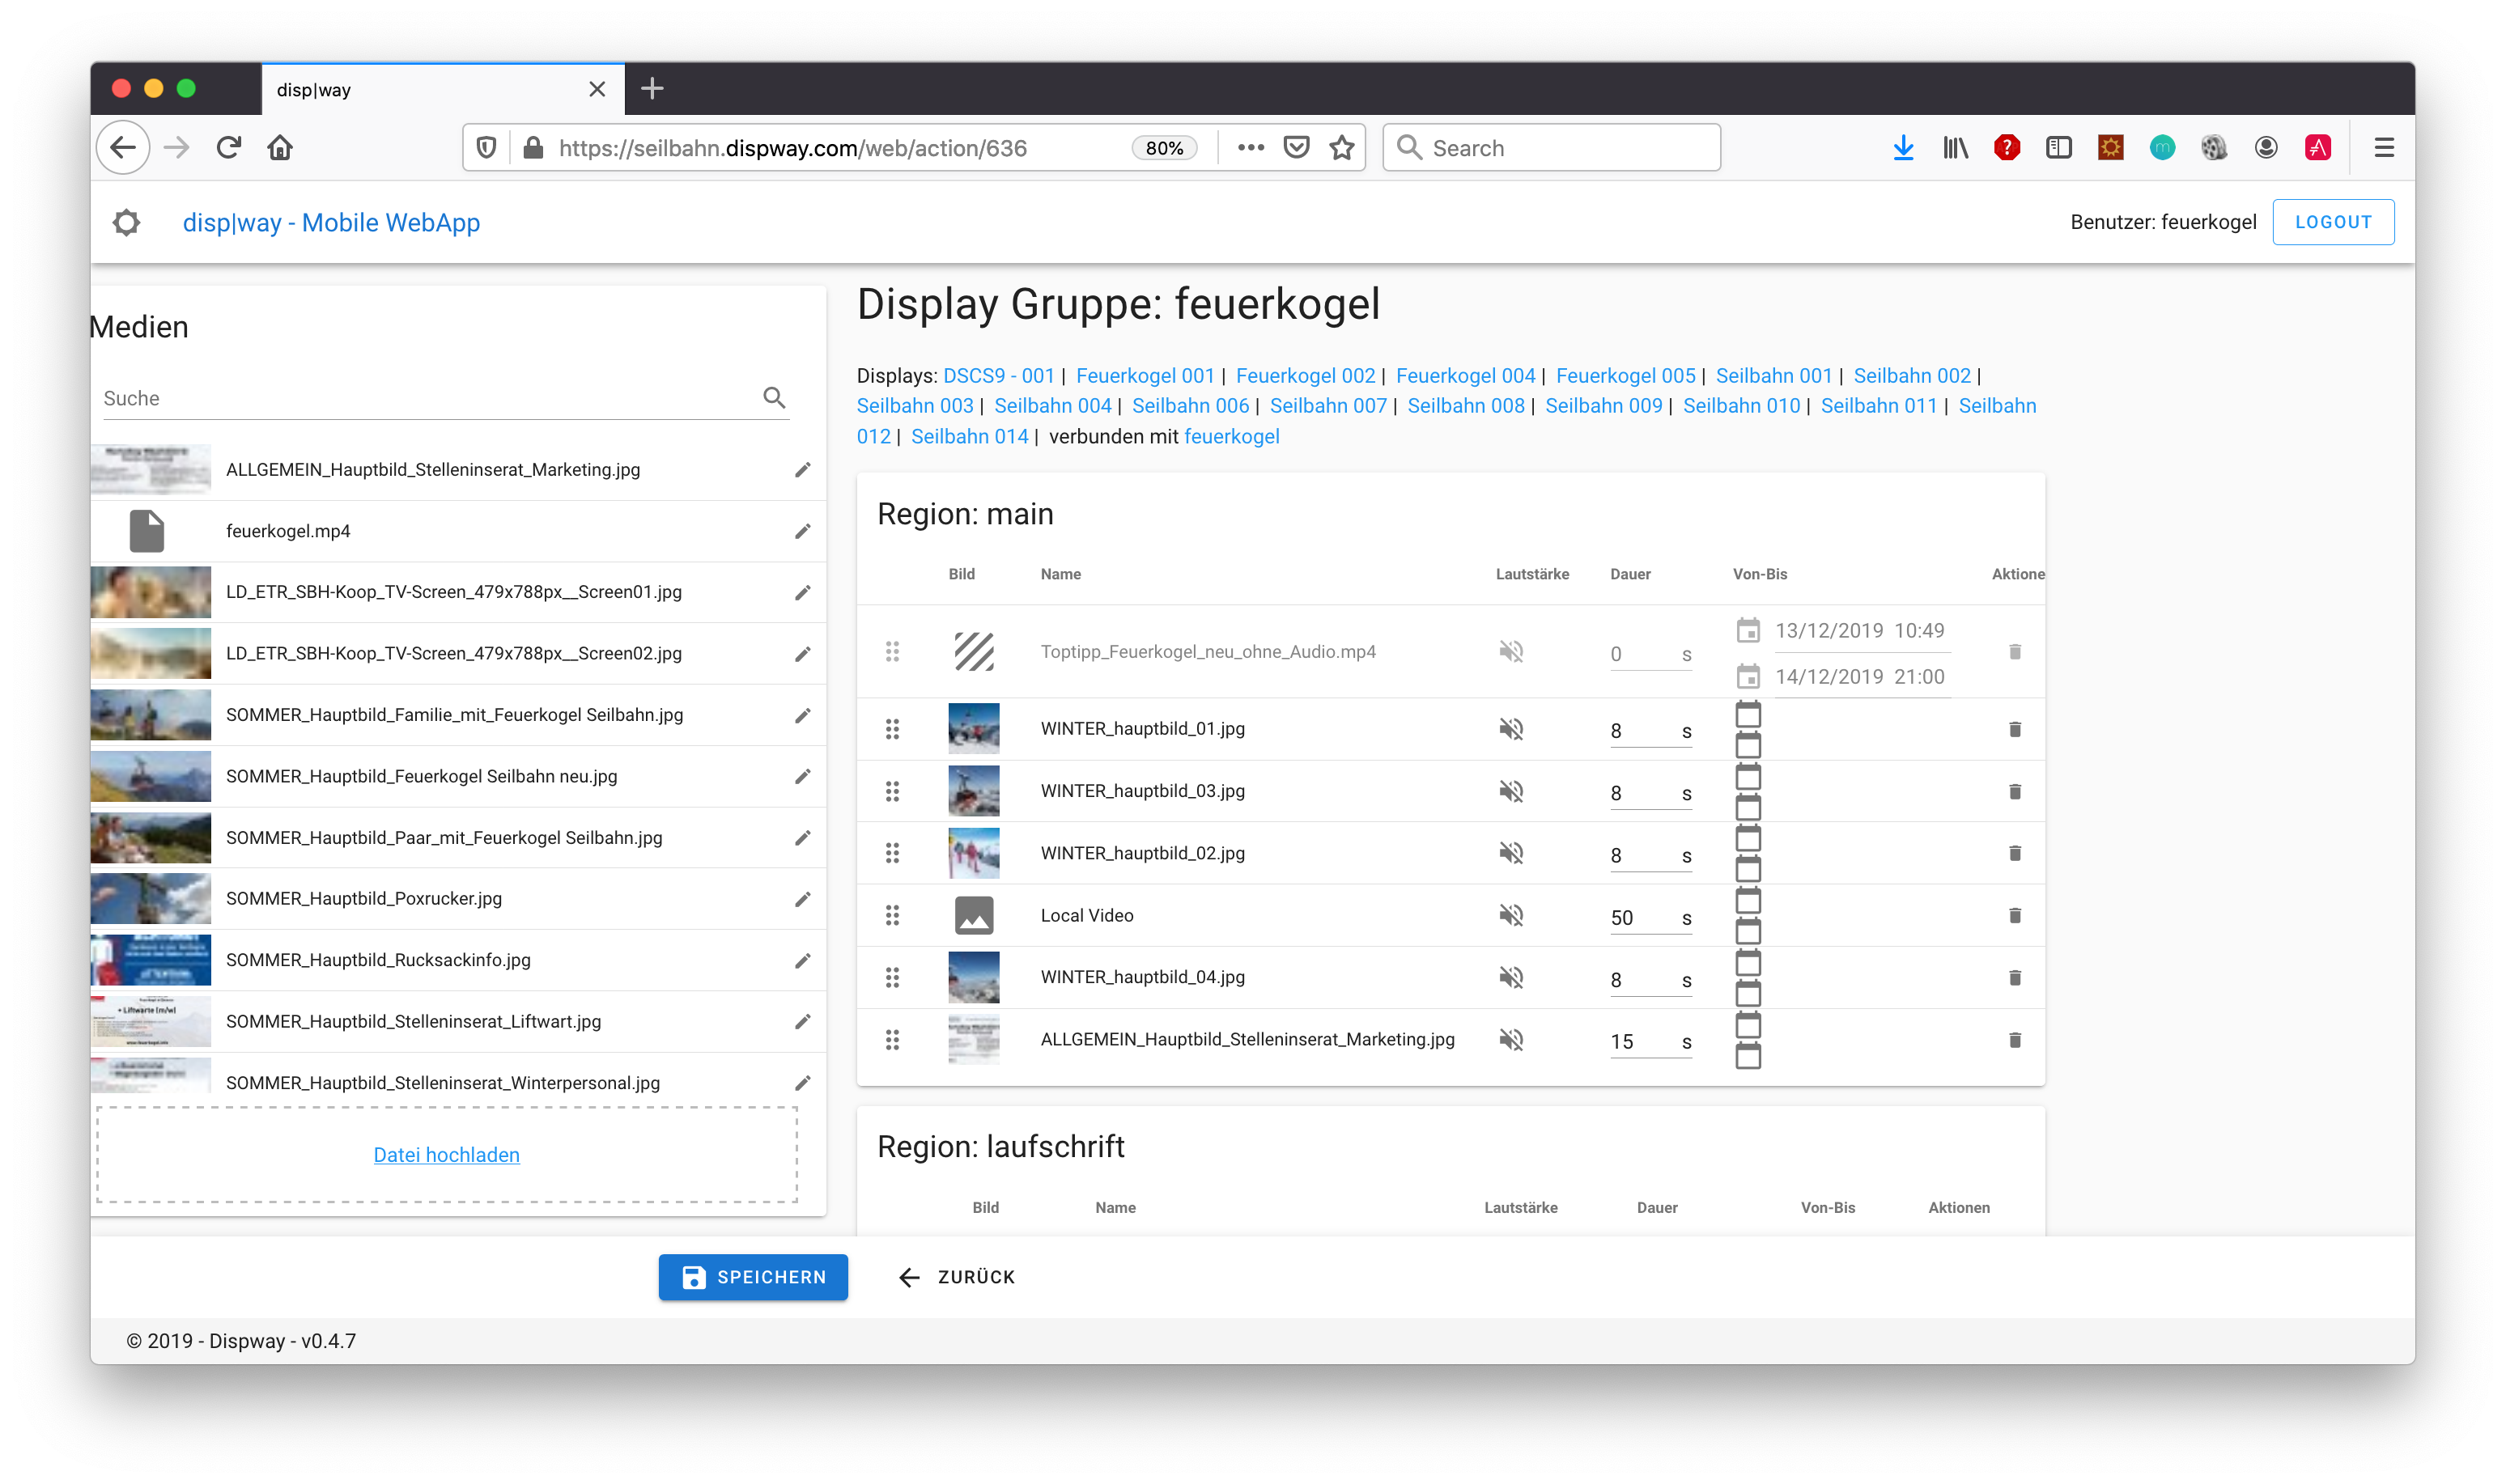 disp|way
https://seilbahn.dispway.com/web/action/636
80%
Search
disp|way - Mobile WebApp
Benutzer: feuerkogel
LOGOUT
Medien
Suche
ALLGEMEIN_Hauptbild_Stelleninserat_Marketing.jpg
feuerkogel.mp4
LD_ETR_SBH-Koop_TV-Screen_479x788px__Screen01.jpg
LD_ETR_SBH-Koop_TV-Screen_479x788px__Screen02.jpg
SOMMER_Hauptbild_Familie_mit_Feuerkogel Seilbahn.jpg
SOMMER_Hauptbild_Feuerkogel Seilbahn neu.jpg
SOMMER_Hauptbild_Paar_mit_Feuerkogel Seilbahn.jpg
SOMMER_Hauptbild_Poxrucker.jpg
SOMMER_Hauptbild_Rucksackinfo.jpg
+ Liftwarte (m/w)
SOMMER_Hauptbild_Stelleninserat_Liftwart.jpg
SOMMER_Hauptbild_Stelleninserat_Winterpersonal.jpg
Datei hochladen
Display Gruppe: feuerkogel
Displays: DSCS9 - 001 | Feuerkogel 001 | Feuerkogel 002 | Feuerkogel 004 | Feuerkogel 005 | Seilbahn 001 | Seilbahn 002 |
Seilbahn 003 | Seilbahn 004 | Seilbahn 006 | Seilbahn 007 | Seilbahn 008 | Seilbahn 009 | Seilbahn 010 | Seilbahn 011 | Seilbahn
012 | Seilbahn 014 | verbunden mit feuerkogel
Region: main
Bild Name Lautstärke Dauer Von-Bis Aktione
Toptipp_Feuerkogel_neu_ohne_Audio.mp4 0 s 13/12/2019 10:49
14/12/2019 21:00
WINTER_hauptbild_01.jpg 8 s
WINTER_hauptbild_03.jpg 8 s
WINTER_hauptbild_02.jpg 8 s
Local Video 50 s
WINTER_hauptbild_04.jpg 8 s
ALLGEMEIN_Hauptbild_Stelleninserat_Marketing.jpg 15 s
Region: laufschrift
Bild Name Lautstärke Dauer Von-Bis Aktionen
SPEICHERN
ZURÜCK
© 2019 - Dispway - v0.4.7